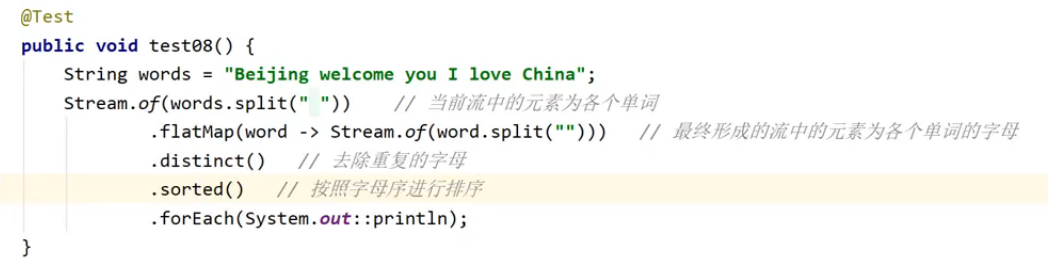 @Test
public void test08() {
    String words = "Beijing welcome you I love China";
    Stream.of(words.split(" "))    // 当前流中的元素为各个单词
            .flatMap(word -> Stream.of(word.split("")))   // 最终形成的流中的元素为各个单词的字母
            .distinct()   // 去除重复的字母
            .sorted()   // 按照字母序进行排序
            .forEach(System.out::println);
}